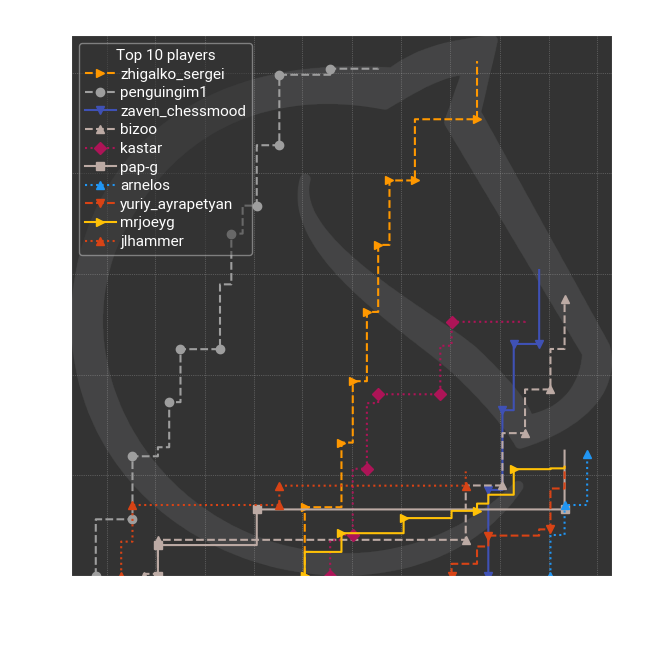 Top 10 players
zhigalko_sergei
penguingim1
zaven_chessmood
bizoo
kastar
pap-g
arnelos
yuriy_ayrapetyan
mrjoeyg
jlhammer